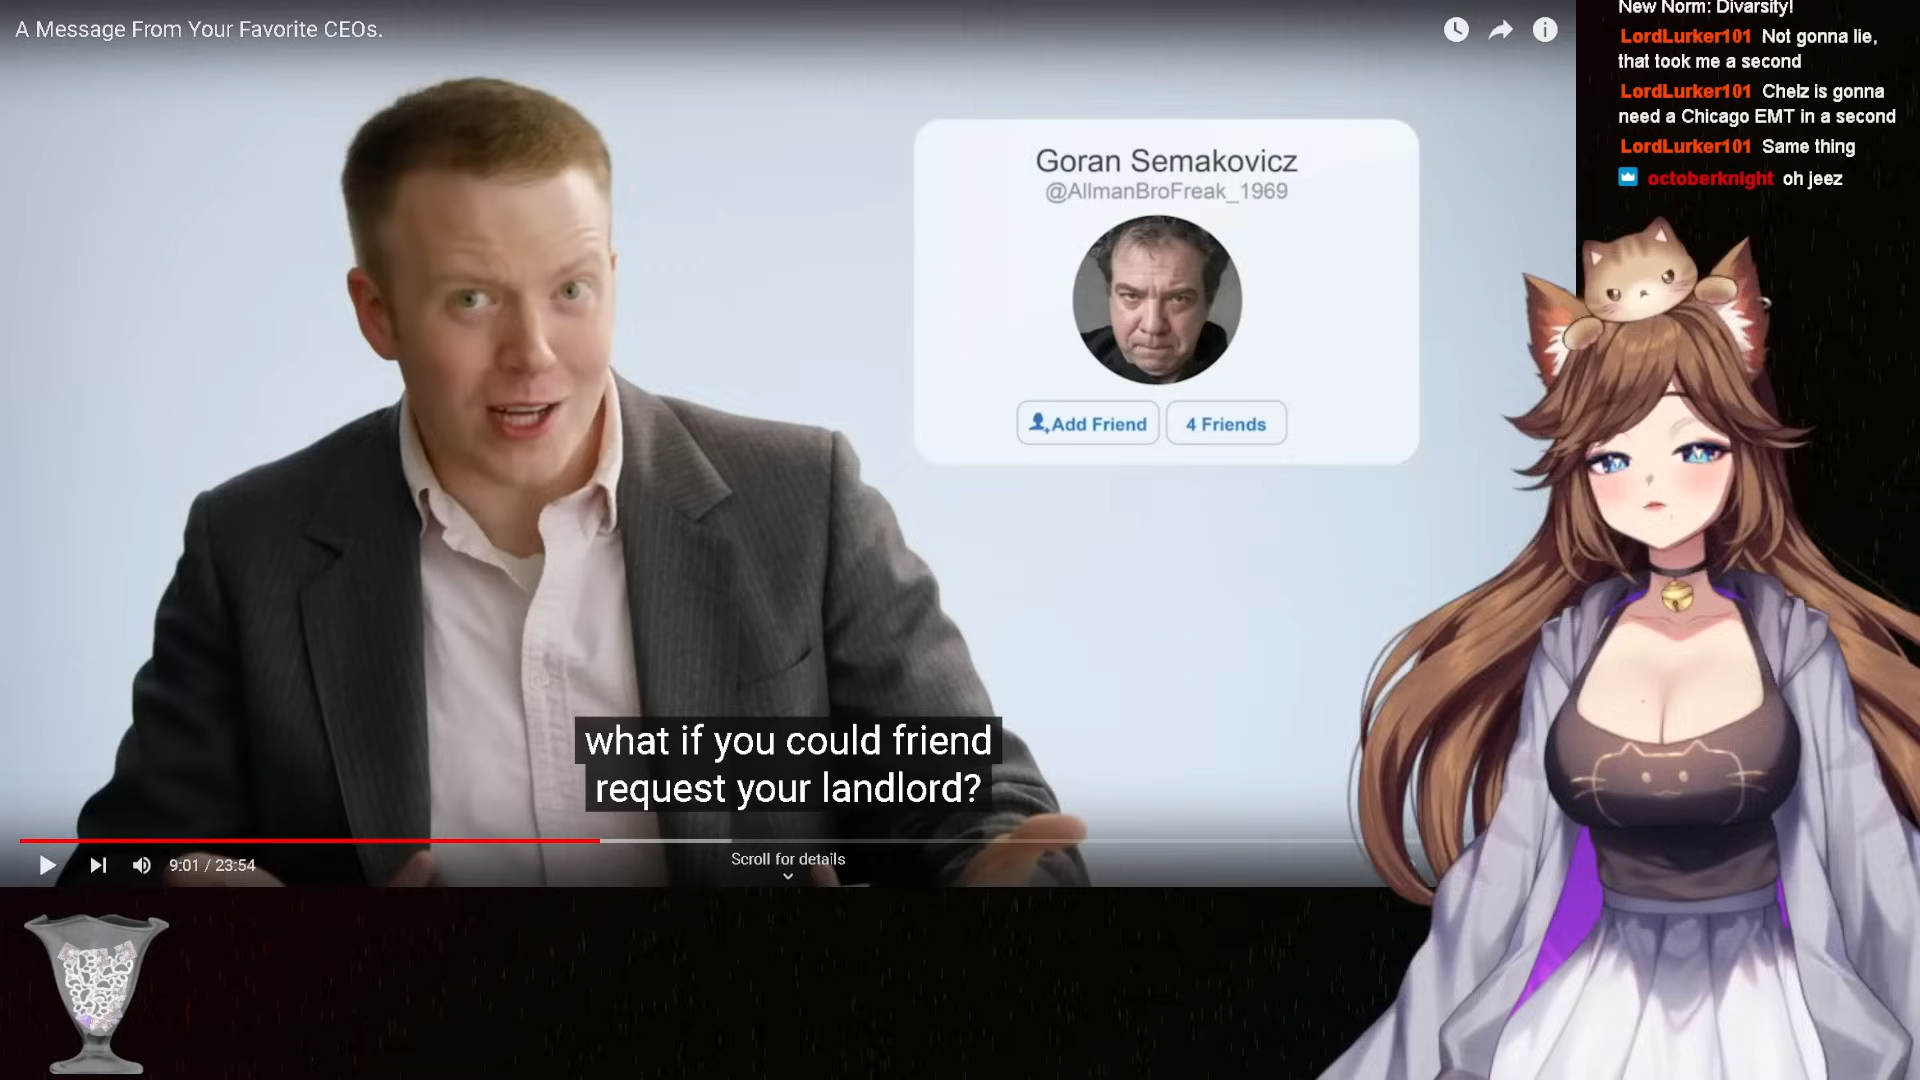 A Message From Your Favorite CEOs.
Goran Semakovicz
@AllmanBroFreak_1969
Add Friend
4 Friends
what if you could friend
request your landlord?
9:01 / 23:54
Scroll for details
New Norm: Divarsity!
LordLurker101 Not gonna lie,
that took me a second
LordLurker101 Chelz is gonna
need a Chicago EMT in a second
LordLurker101 Same thing
octoberknight oh jeez